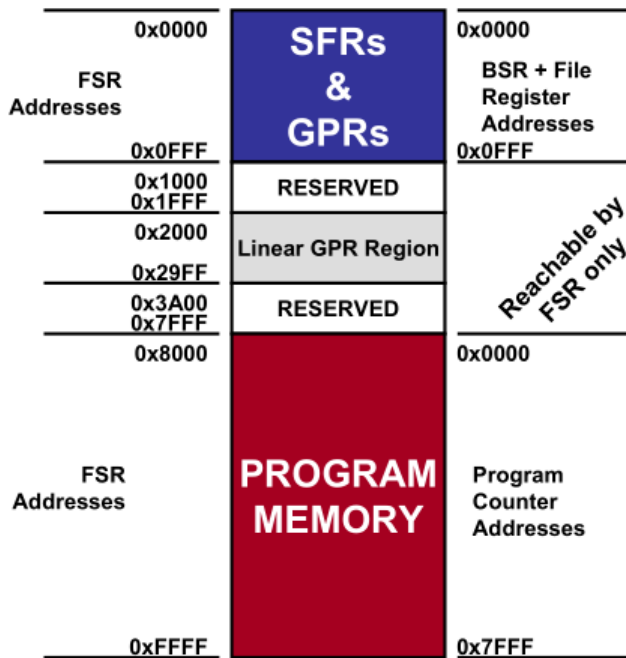 0x0000
FSR
Addresses
0x0FFF
0x1000
0x1FFF
0x2000
0x29FF
0x3A00
0x7FFF
0x8000
FSR
Addresses
0xFFFF
SFRs
&
GPRs
RESERVED
Linear GPR Region
RESERVED
PROGRAM
MEMORY
0x0000
BSR + File
Register
Addresses
0x0FFF
Reachable by
FSR only
0x0000
Program
Counter
Addresses
0x7FFF